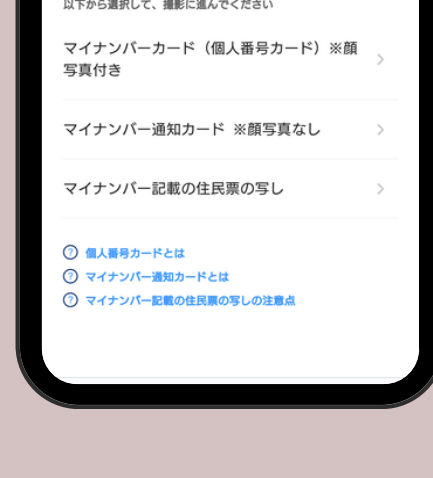 以下から選択して、撮影に進んでください
マイナンバーカード（個人番号カード）※顔
写真付き
マイナンバー通知カード ※顔写真なし
マイナンバー記載の住民票の写し
? 個人番号カードとは
? マイナンバー通知カードとは
? マイナンバー記載の住民票の写しの注意点